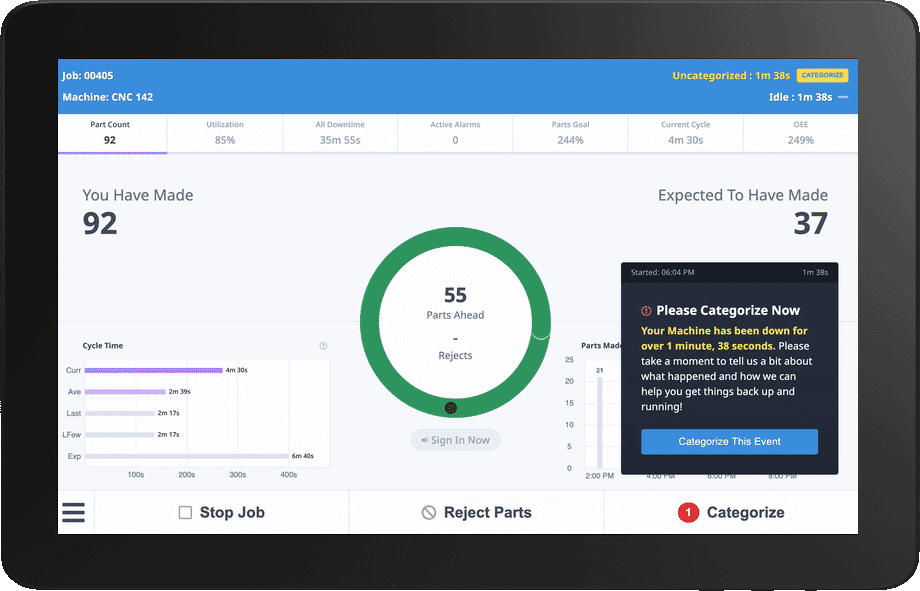 Job: 00405
Uncategorized : 1m 38s CATEGORIZE
Machine: CNC 142
Idle : 1m 38s
Part Count
92
Utilization
85%
All Downtime
35m 55s
Active Alarms
0
Parts Goal
244%
Current Cycle
4m 30s
OEE
249%
You Have Made
92
Expected To Have Made
37
55
Parts Ahead
-
Rejects
Sign In Now
Cycle Time
?
Curr 4m 30s
Ave 2m 39s
Last 2m 17s
LFew 2m 17s
Exp 6m 40s
100s 200s 300s 400s
Parts Made
25
21
20
15
10
5
0
2:00 PM 4:00 PM 6:00 PM 8:00 PM
Started: 06:04 PM 1m 38s
Please Categorize Now
Your Machine has been down for
over 1 minute, 38 seconds. Please
take a moment to tell us a bit about
what happened and how we can
help you get things back up and
running!
Categorize This Event
Stop Job
Reject Parts
1 Categorize